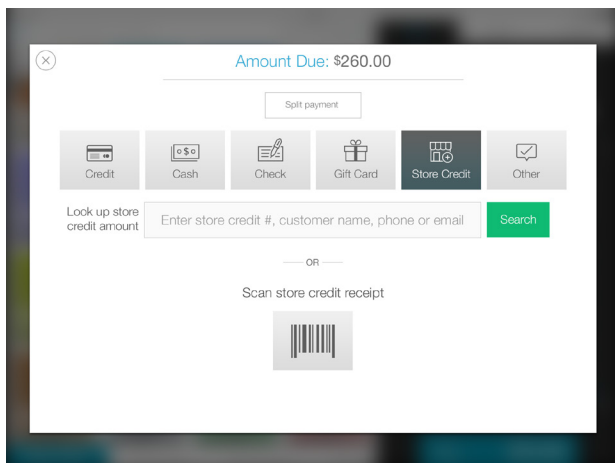 Amount Due: $260.00
Split payment
Credit
Cash
Check
Gift Card
Store Credit
Other
Look up store
credit amount
Enter store credit #, customer name, phone or email
Search
OR
Scan store credit receipt